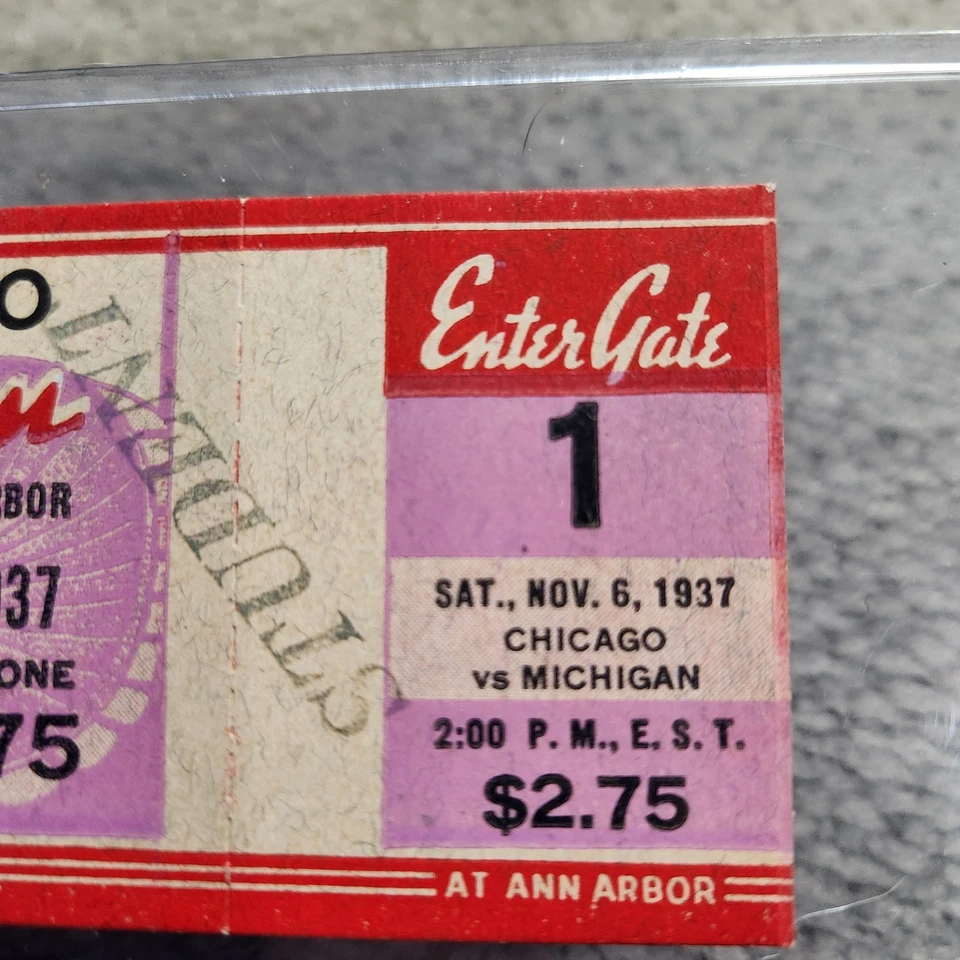 O
m
BOR
37
ONE
75
STUDENT
Enter Gate
1
SAT., NOV. 6, 1937
CHICAGO
vs MICHIGAN
2:00 P. M., E. S. T.
$2.75
AT ANN ARBOR